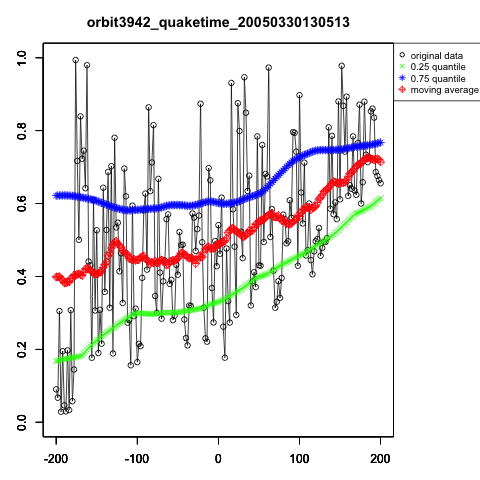 orbit3942_quaketime_20050330130513
original data
0.25 quantile
0.75 quantile
moving average
1.0
0.8
0.6
0.4
0.2
0.0
-200 -100 0 100 200